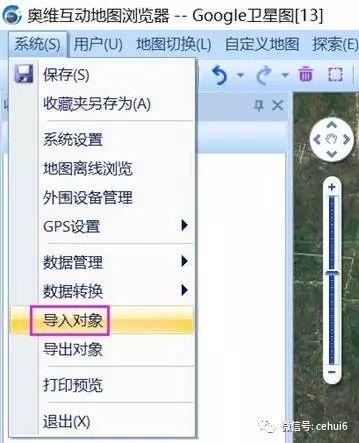 奥维互动地图浏览器 -- Google卫星图[13]
系统(S) 用户(U) 地图切换(L) 自定义地图 探索(E)
保存(S)
收藏夹另存为(A)
系统设置
地图离线浏览
外围设备管理
GPS设置
数据管理
数据转换
导入对象
导出对象
打印预览
退出(X)
微信号: cehui6